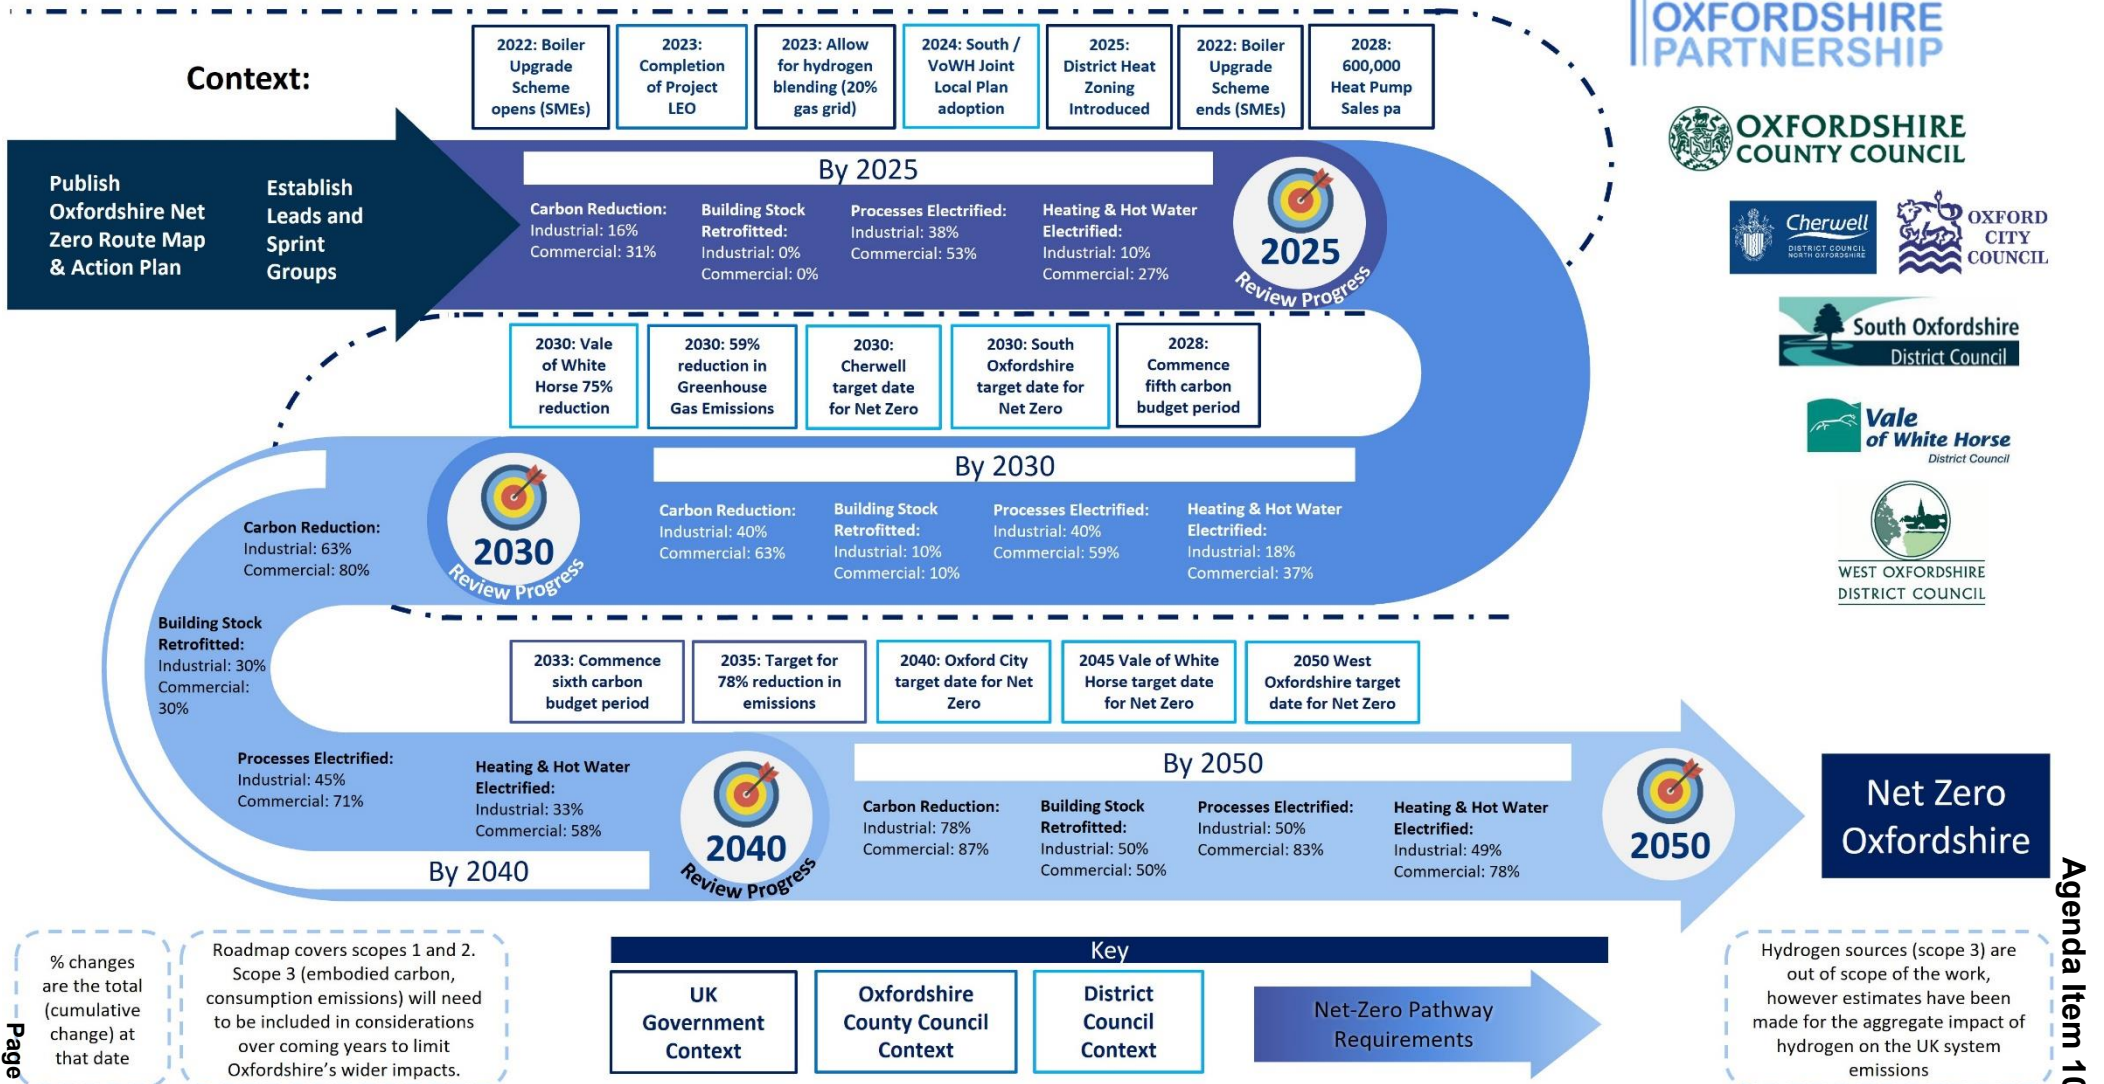 OXFORDSHIRE
PARTNERSHIP
Context:
2022: Boiler
Upgrade
Scheme
opens (SMEs)
2023:
Completion
of Project
LEO
2023: Allow
for hydrogen
blending (20%
gas grid)
2024: South /
VoWH Joint
Local Plan
adoption
2025:
District Heat
Zoning
Introduced
2022: Boiler
Upgrade
Scheme
ends (SMEs)
2028:
600,000
Heat Pump
Sales pa
OXFORDSHIRE
COUNTY COUNCIL
Cherwell
DISTRICT COUNCIL
NORTH OXFORDSHIRE
OXFORD
CITY
COUNCIL
South Oxfordshire
District Council
Vale
of White Horse
District Council
WEST OXFORDSHIRE
DISTRICT COUNCIL
Publish
Oxfordshire Net
Zero Route Map
& Action Plan
Establish
Leads and
Sprint
Groups
By 2025
Carbon Reduction:
Industrial: 16%
Commercial: 31%
Building Stock
Retrofitted:
Industrial: 0%
Commercial: 0%
Processes Electrified:
Industrial: 38%
Commercial: 53%
Heating & Hot Water
Electrified:
Industrial: 10%
Commercial: 27%
2025
Review Progress
2030: Vale
of White
Horse 75%
reduction
2030: 59%
reduction in
Greenhouse
Gas Emissions
2030:
Cherwell
target date
for Net Zero
2030: South
Oxfordshire
target date for
Net Zero
2028:
Commence
fifth carbon
budget period
By 2030
2030
Review Progress
Carbon Reduction:
Industrial: 40%
Commercial: 63%
Building Stock
Retrofitted:
Industrial: 10%
Commercial: 10%
Processes Electrified:
Industrial: 40%
Commercial: 59%
Heating & Hot Water
Electrified:
Industrial: 18%
Commercial: 37%
Carbon Reduction:
Industrial: 63%
Commercial: 80%
Building Stock
Retrofitted:
Industrial: 30%
Commercial:
30%
Processes Electrified:
Industrial: 45%
Commercial: 71%
Heating & Hot Water
Electrified:
Industrial: 33%
Commercial: 58%
By 2040
2040
Review Progress
2033: Commence
sixth carbon
budget period
2035: Target for
78% reduction in
emissions
2040: Oxford City
target date for Net
Zero
2045 Vale of White
Horse target date
for Net Zero
2050 West
Oxfordshire target
date for Net Zero
By 2050
Carbon Reduction:
Industrial: 78%
Commercial: 87%
Building Stock
Retrofitted:
Industrial: 50%
Commercial: 50%
Processes Electrified:
Industrial: 50%
Commercial: 83%
Heating & Hot Water
Electrified:
Industrial: 49%
Commercial: 78%
2050
Net Zero
Oxfordshire
% changes
are the total
(cumulative
change) at
that date
Roadmap covers scopes 1 and 2.
Scope 3 (embodied carbon,
consumption emissions) will need
to be included in considerations
over coming years to limit
Oxfordshire's wider impacts.
Key
UK
Government
Context
Oxfordshire
County Council
Context
District
Council
Context
Net-Zero Pathway
Requirements
Hydrogen sources (scope 3) are
out of scope of the work,
however estimates have been
made for the aggregate impact of
hydrogen on the UK system
emissions
Page
Agenda Item 10